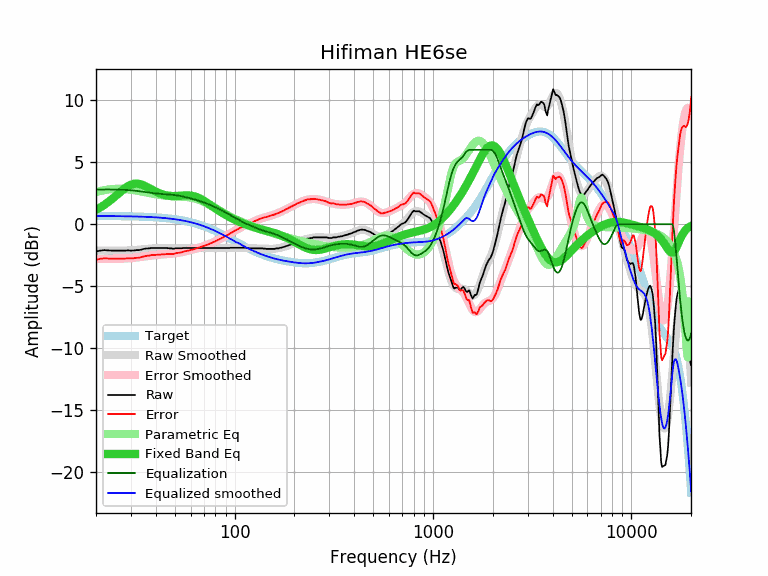 Hifiman HE6se
Amplitude (dBr)
10
5
0
−5
−10
−15
−20
Target
Raw Smoothed
Error Smoothed
Raw
Error
Parametric Eq
Fixed Band Eq
Equalization
Equalized smoothed
100
1000
10000
Frequency (Hz)